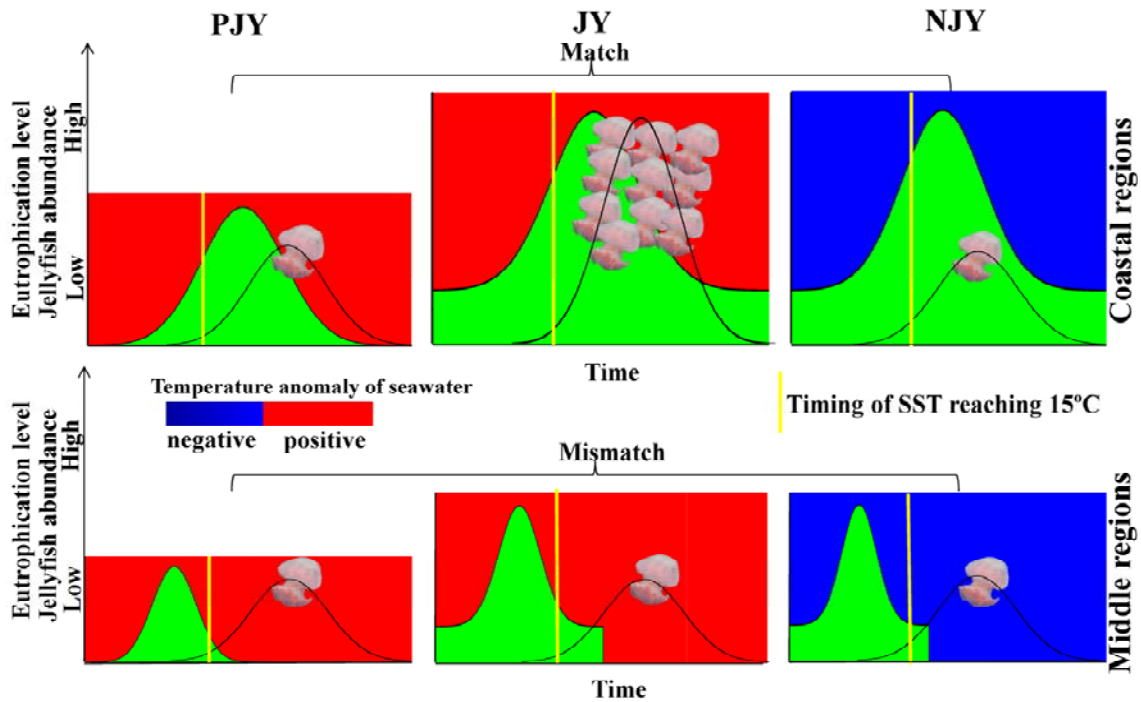 PJY
JY
NJY
Match
Eutrophication level
Jellyfish abundance
Low
High
Coastal regions
Time
Temperature anomaly of seawater
negative
positive
Timing of SST reaching 15°C
Mismatch
Eutrophication level
Jellyfish abundance
Low
High
Middle regions
Time